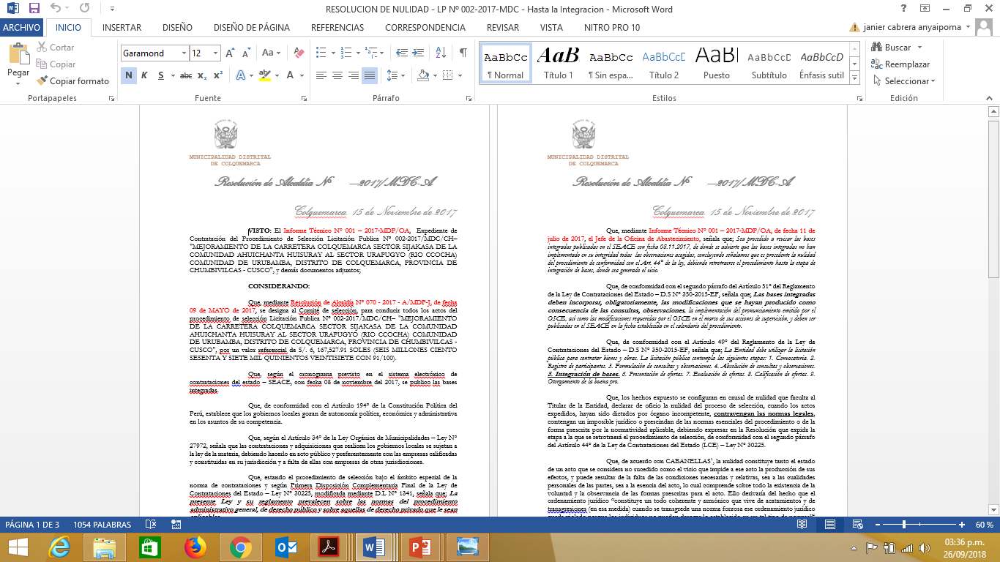 RESOLUCION DE NULIDAD - LP Nº 002-2017-MDC - Hasta la Integracion - Microsoft Word
ARCHIVO INICIO INSERTAR DISEÑO DISEÑO DE PÁGINA REFERENCIAS CORRESPONDENCIA REVISAR VISTA NITRO PRO 10 janier cabrera anyaipoma
Pegar
Cortar
Copiar
Copiar formato
Portapapeles
Garamond 12
N K S abc x₂ x²
Fuente
Párrafo
AaBbCc AaB AaBbCc AaBbCcD AaBl AaBbCcD AaBbCcD
¶ Normal Título 1 ¶ Sin espa... Título 2 Puesto Subtítulo Énfasis sutil
Estilos
Buscar
Reemplazar
Seleccionar
Edición
MUNICIPALIDAD DISTRITAL
DE COLQUEMARCA
Resolución de Alcaldía Nº —2017/MDC-A
Colquemarca, 15 de Noviembre de 2017
VISTO: El Informe Técnico N° 001 – 2017-MDP/OA, Expediente de
Contratación del Procedimiento de Selección Licitación Publica Nº 002-2017/MDC/CH–
"MEJORAMIENTO DE LA CARRETERA COLQUEMARCA SECTOR SIJAKASA DE LA
COMUNIDAD AHUICHANTA HUISURAY AL SECTOR URAPUGYO (RIO CCOCHA)
COMUNIDAD DE URUBAMBA, DISTRITO DE COLQUEMARCA, PROVINCIA DE
CHUMBIVILCAS - CUSCO", y demás documentos adjuntos;
CONSIDERANDO:
Que, mediante Resolución de Alcaldía Nº 070 - 2017 - A/MDP-J, de fecha
09 de MAYO de 2017, se designa al Comité de selección, para conducir todos los actos del
procedimiento de selección Licitación Publica Nº 002-2017/MDC/CH– "MEJORAMIENTO
DE LA CARRETERA COLQUEMARCA SECTOR SIJAKASA DE LA COMUNIDAD
AHUICHANTA HUISURAY AL SECTOR URAPUGYO (RIO CCOCHA) COMUNIDAD
DE URUBAMBA, DISTRITO DE COLQUEMARCA, PROVINCIA DE CHUMBIVILCAS -
CUSCO", por un valor referencial de S/. 6, 167,527.91 SOLES (SEIS MILLONES CIENTO
SESENTA Y SIETE MIL QUINIENTOS VEINTISIETE CON 91/100).
Que, según el cronograma previsto en el sistema electrónico de
contrataciones del estado – SEACE, con fecha 08 de noviembre del 2017, se publico las bases
integradas.
Que, de conformidad con el Artículo 194° de la Constitución Política del
Perú, establece que los gobiernos locales gozan de autonomía política, económica y administrativa
en los asuntos de su competencia.
Que, según el Artículo 34° de la Ley Orgánica de Municipalidades – Ley N°
27972, señala que las contrataciones y adquisiciones que realicen los gobiernos locales se sujetan a
la ley de la materia, debiendo hacerlo en acto público y preferentemente con las empresas calificadas
y constituidas en su jurisdicción y a falta de ellas con empresas de otras jurisdicciones.
Que, estando el procedimiento de selección bajo el ámbito especial de la
norma de contrataciones y según Primera Disposición Complementaria Final de la Ley de
Contrataciones del Estado – Ley N° 30225, modificada mediante D.L N° 1341, señala que; La
presente Ley y su reglamento prevalecen sobre las normas del procedimiento
administrativo general, de derecho público y sobre aquellas de derecho privado que le sean
aplicables.
MUNICIPALIDAD DISTRITAL
DE COLQUEMARCA
Resolución de Alcaldía Nº —2017/MDC-A
Colquemarca, 15 de Noviembre de 2017
Que, mediante Informe Técnico N° 001 – 2017-MDP/OA, de fecha 11 de
julio de 2017, el Jefe de la Oficina de Abastecimiento, señala que; Sea procedido a revisar las bases
integradas publicadas en el SEACE con fecha 08.11.2017, de donde se advierte que las bases integradas no han
implementado en su integridad todas las observaciones acogidas, concluyendo señalamos que es procedente la nulidad
del procedimiento de conformidad con el Art. 44° de la ley, debiendo retrotraerse el procedimiento hasta la etapa de
integración de bases, donde sea generado el vicio.
Que, de conformidad con el segundo párrafo del Artículo 51° del Reglamento
de la Ley de Contrataciones del Estado – D.S N° 350-2015-EF, señala que; Las bases integradas
deben incorporar, obligatoriamente, las modificaciones que se hayan producido como
consecuencia de las consultas, observaciones, la implementación del pronunciamiento emitido por el
OSCE, así como las modificaciones requeridas por el OSCE en el marco de sus acciones de supervisión, y deben ser
publicadas en el SEACE en la fecha establecida en el calendario del procedimiento.
Que, de conformidad con el Artículo 49° del Reglamento de la Ley de
Contrataciones del Estado – D.S N° 350-2015-EF, señala que; La Entidad debe utilizar la licitación
pública para contratar bienes y obras. La licitación pública contempla las siguientes etapas: 1. Convocatoria. 2.
Registro de participantes. 3. Formulación de consultas y observaciones. 4. Absolución de consultas y observaciones.
5. Integración de bases. 6. Presentación de ofertas. 7. Evaluación de ofertas. 8. Calificación de ofertas. 9.
Otorgamiento de la buena pro.
Que, los hechos expuesto se configuran en causal de nulidad que faculta al
Titular de la Entidad, declarar de oficio la nulidad del proceso de selección, cuando los actos
expedidos, hayan sido dictados por órgano incompetente, contravengan las normas legales,
contengan un imposible jurídico o prescindan de las normas esenciales del procedimiento o de la
forma prescrita por la normatividad aplicable, debiendo expresar en la Resolución que expida la
etapa a la que se retrotraerá el procedimiento de selección, de conformidad con el segundo párrafo
del Artículo 44° de la Ley de Contrataciones del Estado (LCE) – Ley N° 30225.
Que, de acuerdo con CABANELLAS¹, la nulidad constituye tanto el estado
de un acto que se considera no sucedido como el vicio que impide a ese acto la producción de sus
efectos, y puede resultar de la falta de las condiciones necesarias y relativas, sea a las cualidades
personales de las partes, sea a la esencia del acto, lo cual comprende sobre todo la existencia de la
voluntad y la observancia de las formas prescritas para el acto. Ello derivaría del hecho que el
ordenamiento jurídico "constituye un todo coherente y armónico que vive de acatamientos y de
transgresiones (en esa medida) cuando se transgrede una norma forzosa ese ordenamiento jurídico
PÁGINA 1 DE 3 1054 PALABRAS 60 %
03:36 p.m.
26/09/2018